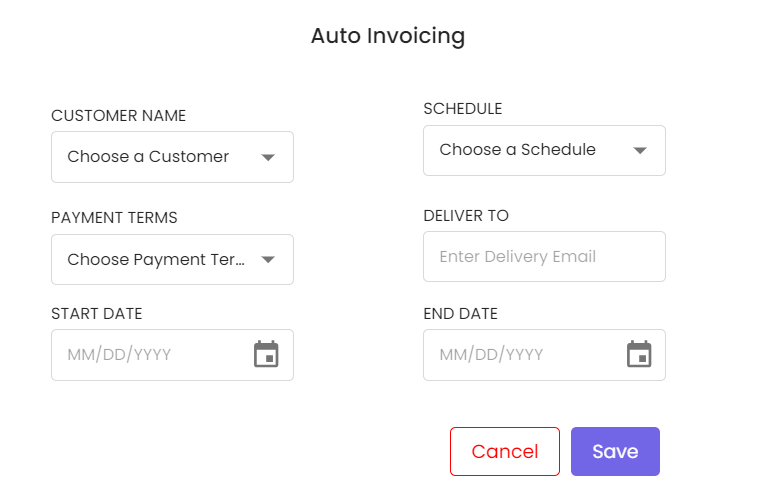 Auto Invoicing
CUSTOMER NAME
Choose a Customer
SCHEDULE
Choose a Schedule
PAYMENT TERMS
Choose Payment Ter...
DELIVER TO
Enter Delivery Email
START DATE
MM/DD/YYYY
END DATE
MM/DD/YYYY
Cancel
Save